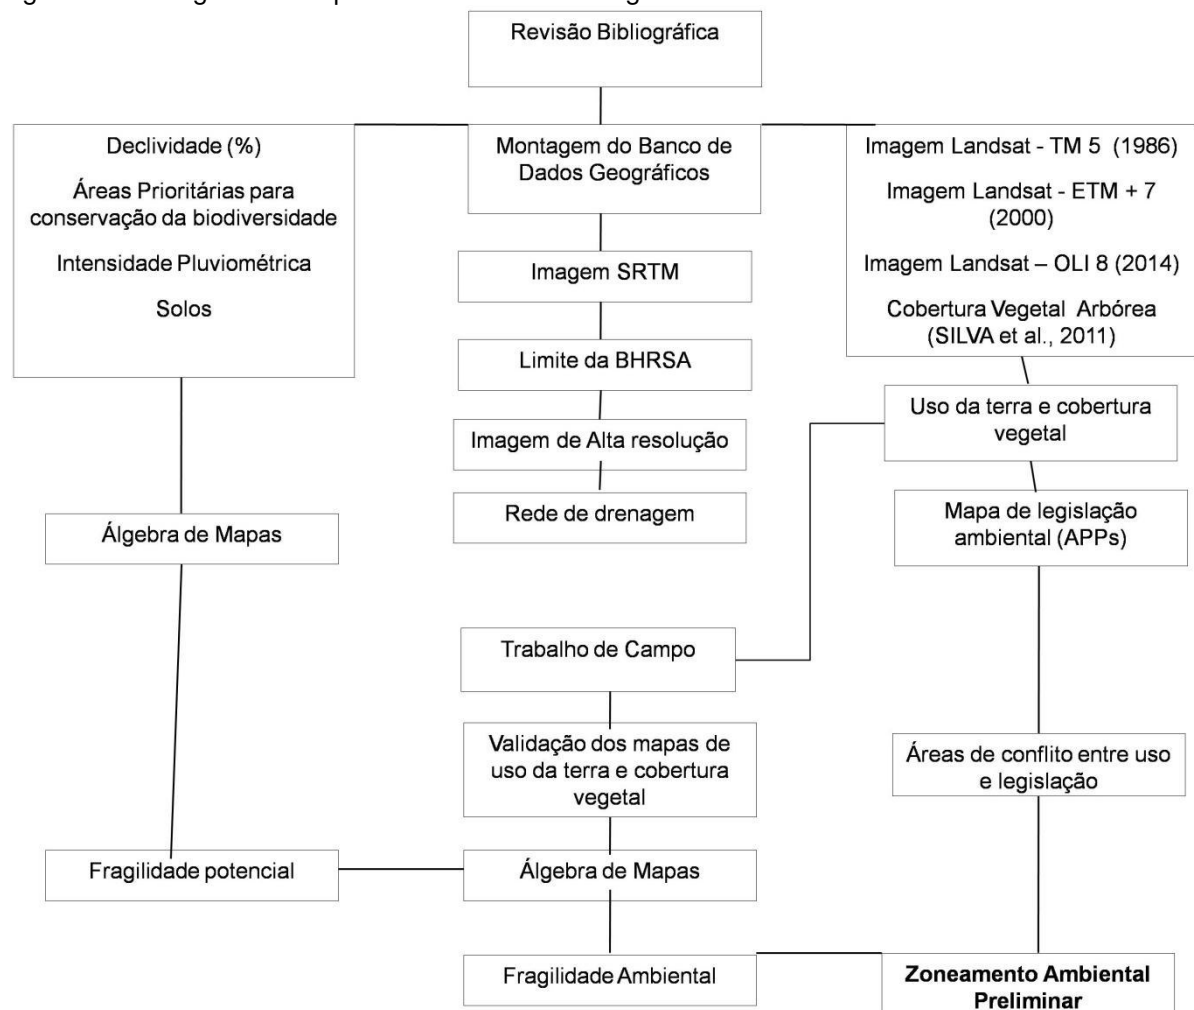 Revisão Bibliográfica
Declividade (%)
Áreas Prioritárias para
conservação da biodiversidade
Intensidade Pluviométrica
Solos
Montagem do Banco de
Dados Geográficos
Imagem Landsat - TM 5 (1986)
Imagem Landsat - ETM + 7
(2000)
Imagem Landsat – OLI 8 (2014)
Cobertura Vegetal Arbórea
(SILVA et al., 2011)
Imagem SRTM
Limite da BHRSA
Imagem de Alta resolução
Rede de drenagem
Uso da terra e cobertura
vegetal
Mapa de legislação
ambiental (APPs)
Álgebra de Mapas
Trabalho de Campo
Validação dos mapas de
uso da terra e cobertura
vegetal
Áreas de conflito entre uso
e legislação
Fragilidade potencial
Álgebra de Mapas
Fragilidade Ambiental
Zoneamento Ambiental
Preliminar